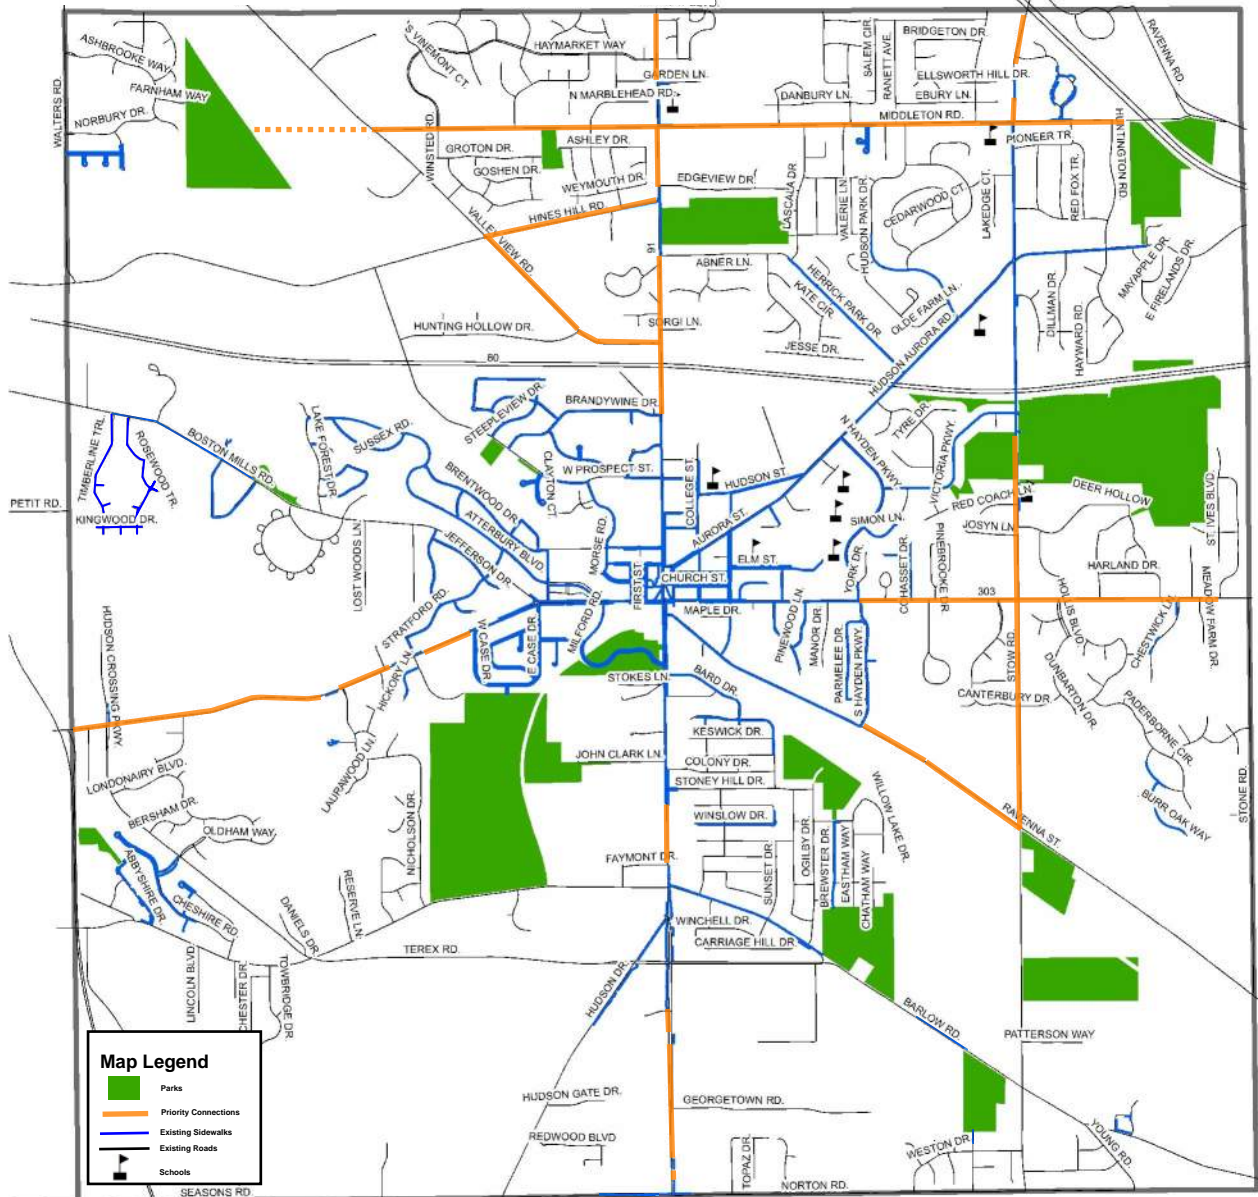 ASHBROOKE WAY
FARNHAM WAY
NORBURY DR.
WALTERS RD.
'S VINEMONT CT.
HAYMARKET WAY
GARDEN LN.
N MARBLEHEAD RD.
WINSTED RD.
GROTON DR.
ASHLEY DR.
GOSHEN DR.
WEYMOUTH DR.
HINES HILL RD.
VALLEY VIEW RD.
SALEM CIR.
RANETT AVE.
BRIDGETON DR.
ELLSWORTH HILL DR.
DANBURY LN.
EBURY LN.
MIDDLETON RD.
RAVENNA RD.
PIONEER TR.
HUNTINGTON RD.
RED FOX TR.
EDGEVIEW DR.
LASCALA DR
VALERIE LN.
HUDSON PARK DR.
CEDARWOOD CT.
LAKEDGE CT.
91
ABNER LN.
KATE CIR.
HERRICK PARK DR.
OLDE FARM LN.
MAYAPPLE DR.
E FIRELANDS DR.
DILLMAN DR.
HAYWARD RD.
HUNTING HOLLOW DR.
SORGI LN.
JESSE DR.
HUDSON AURORA RD.
80
STEEPLEVIEW DR.
BRANDYWINE DR.
TYRE DR.
N HAYDEN PKWY.
VICTORIA PKWY.
TIMBERLINE TRL.
ROSEWOOD TR.
BOSTON MILLS RD.
LAKE FOREST DR.
SUSSEX RD.
BRENTWOOD DR.
CLAYTON CT.
W PROSPECT ST.
COLLEGE ST.
HUDSON ST.
PETIT RD.
KINGWOOD DR.
ATTERBURY BLVD.
JEFFERSON DR.
MORSE RD.
AURORA ST.
SIMON LN.
RED COACH LN.
DEER HOLLOW
JOSYN LN.
ST. IVES BLVD.
LOST WOODS LN.
ELM ST.
YORK DR.
COHASSET DR.
PINEBROOKE DR
HARLAND DR.
FIRST ST.
CHURCH ST.
MAPLE DR.
303
HOLLIS BLVD.
CHESTWICK LN.
MEADOW FARM DR.
HUDSON CROSSING PKWY.
STRATFORD RD.
HICKORY LN.
W CASE DR
E CASE DR.
MILFORD RD.
STOKES LN.
BARD DR.
PINEWOOD LN.
MANOR DR.
PARMELEE DR.
S HAYDEN PKWY.
STOW RD.
CANTERBURY DR.
DUNBARTON DR.
PADERBORNE CIR.
LONDONAIRY BLVD.
LAURAWOOD LN.
KESWICK DR.
JOHN CLARK LN.
COLONY DR.
STONEY HILL DR.
BERSHAM DR.
OLDHAM WAY
NICHOLSON DR.
WINSLOW DR.
WILLOW LAKE DR.
RAVENNA ST.
BURR OAK WAY
STONE RD.
ABBYSHIRE DR.
CHESHIRE RD
DANIELS DR.
RESERVE LN.
FAYMONT DR.
SUNSET DR.
OGILBY DR.
BREWSTER DR.
EASTHAM WAY
CHATHAM WAY
WINCHELL DR.
CARRIAGE HILL DR.
TEREX RD.
HUDSON DR.
LINCOLN BLVD.
CHESTER DR.
TOWBRIDGE DR.
BARLOW RD.
PATTERSON WAY
Map Legend
Parks
Priority Connections
Existing Sidewalks
Existing Roads
Schools
HUDSON GATE DR.
GEORGETOWN RD.
REDWOOD BLVD
TOPAZ DR.
WESTON DR.
YOUNG RD.
SEASONS RD.
NORTON RD.